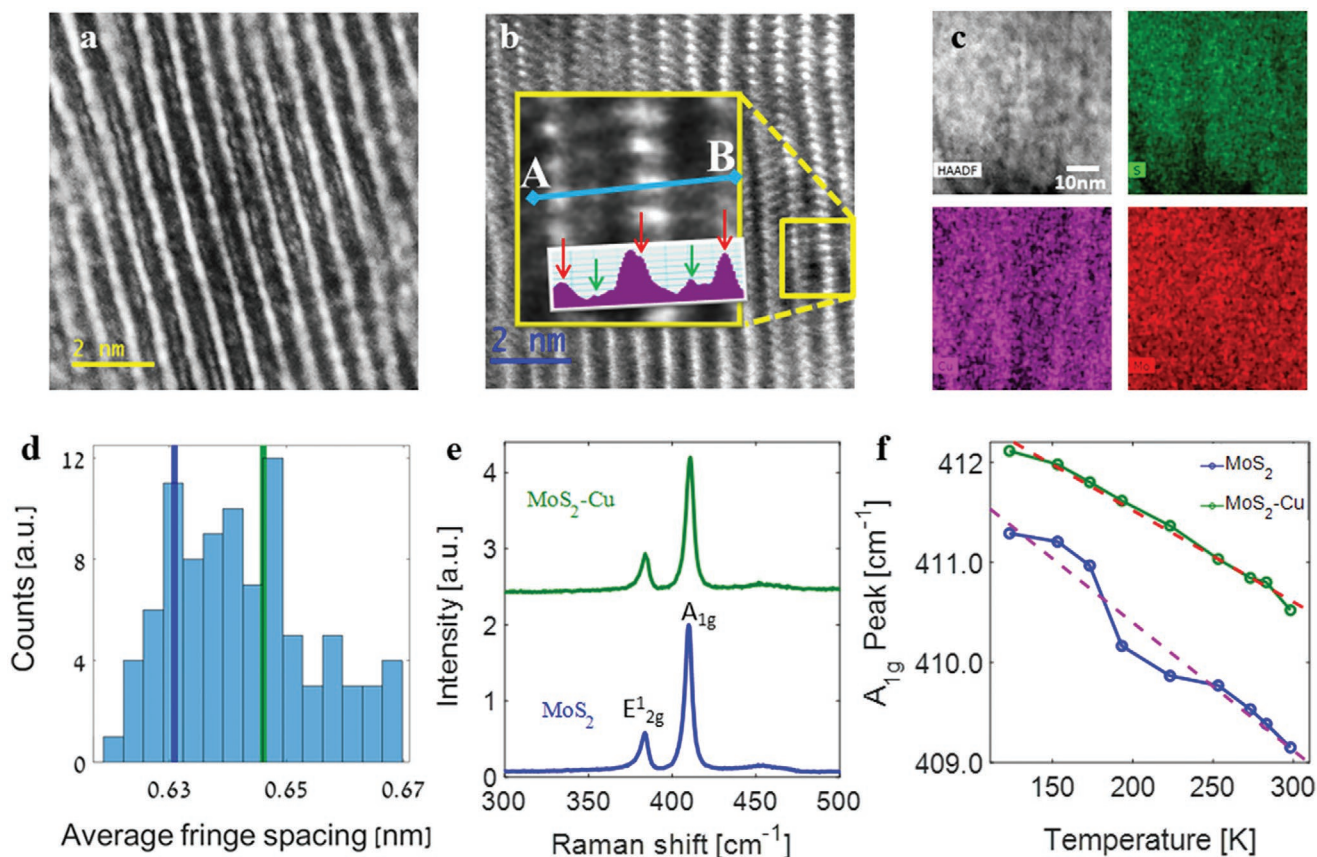 a
2 nm
b
A
B
2 nm
c
HAADF
10nm
S
Cu
Mo
d
12
8
4
0
0.63
0.65
0.67
Counts [a.u.]
Average fringe spacing [nm]
e
4
3
2
1
0
MoS₂-Cu
A₁g
E¹₂g
MoS₂
300
350
400
450
500
Intensity [a.u.]
Raman shift [cm⁻¹]
f
412
411.0
410.0
409.0
MoS₂
MoS₂-Cu
150
200
250
300
A₁g Peak [cm⁻¹]
Temperature [K]